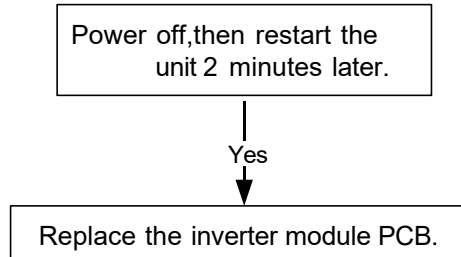 Power off,then restart the
unit 2 minutes later.
Yes
Replace the inverter module PCB.